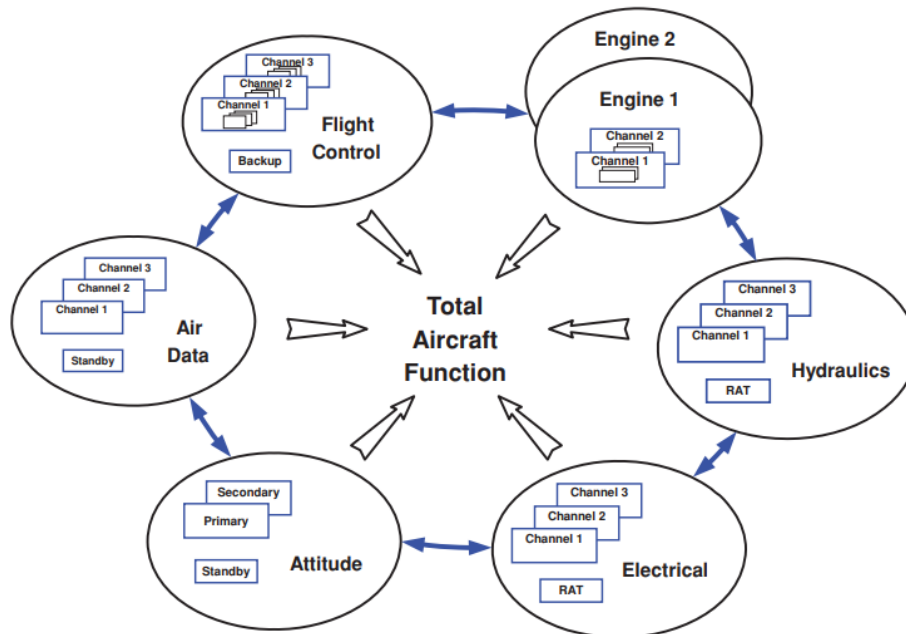 Engine 2
Engine 1
Channel 2
Channel 1
Channel 3
Channel 2
Channel 1
Flight
Control
Backup
Channel 3
Channel 2
Channel 1
Air
Data
Standby
Total
Aircraft
Function
Channel 3
Channel 2
Channel 1
Hydraulics
RAT
Secondary
Primary
Attitude
Standby
Channel 3
Channel 2
Channel 1
Electrical
RAT